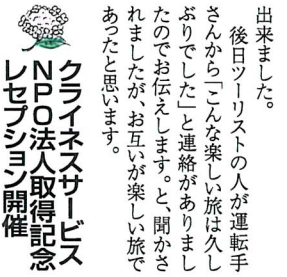 出来ました。
後日ツーリストの人が運転手
さんから「こんな楽しい旅は久し
ぶりでした」と連絡がありまし
たのでお伝えします。と、聞かさ
れましたが、お互いが楽しい旅で
あったと思います。
クライネスサービス
NPO法人取得記念
レセプション開催